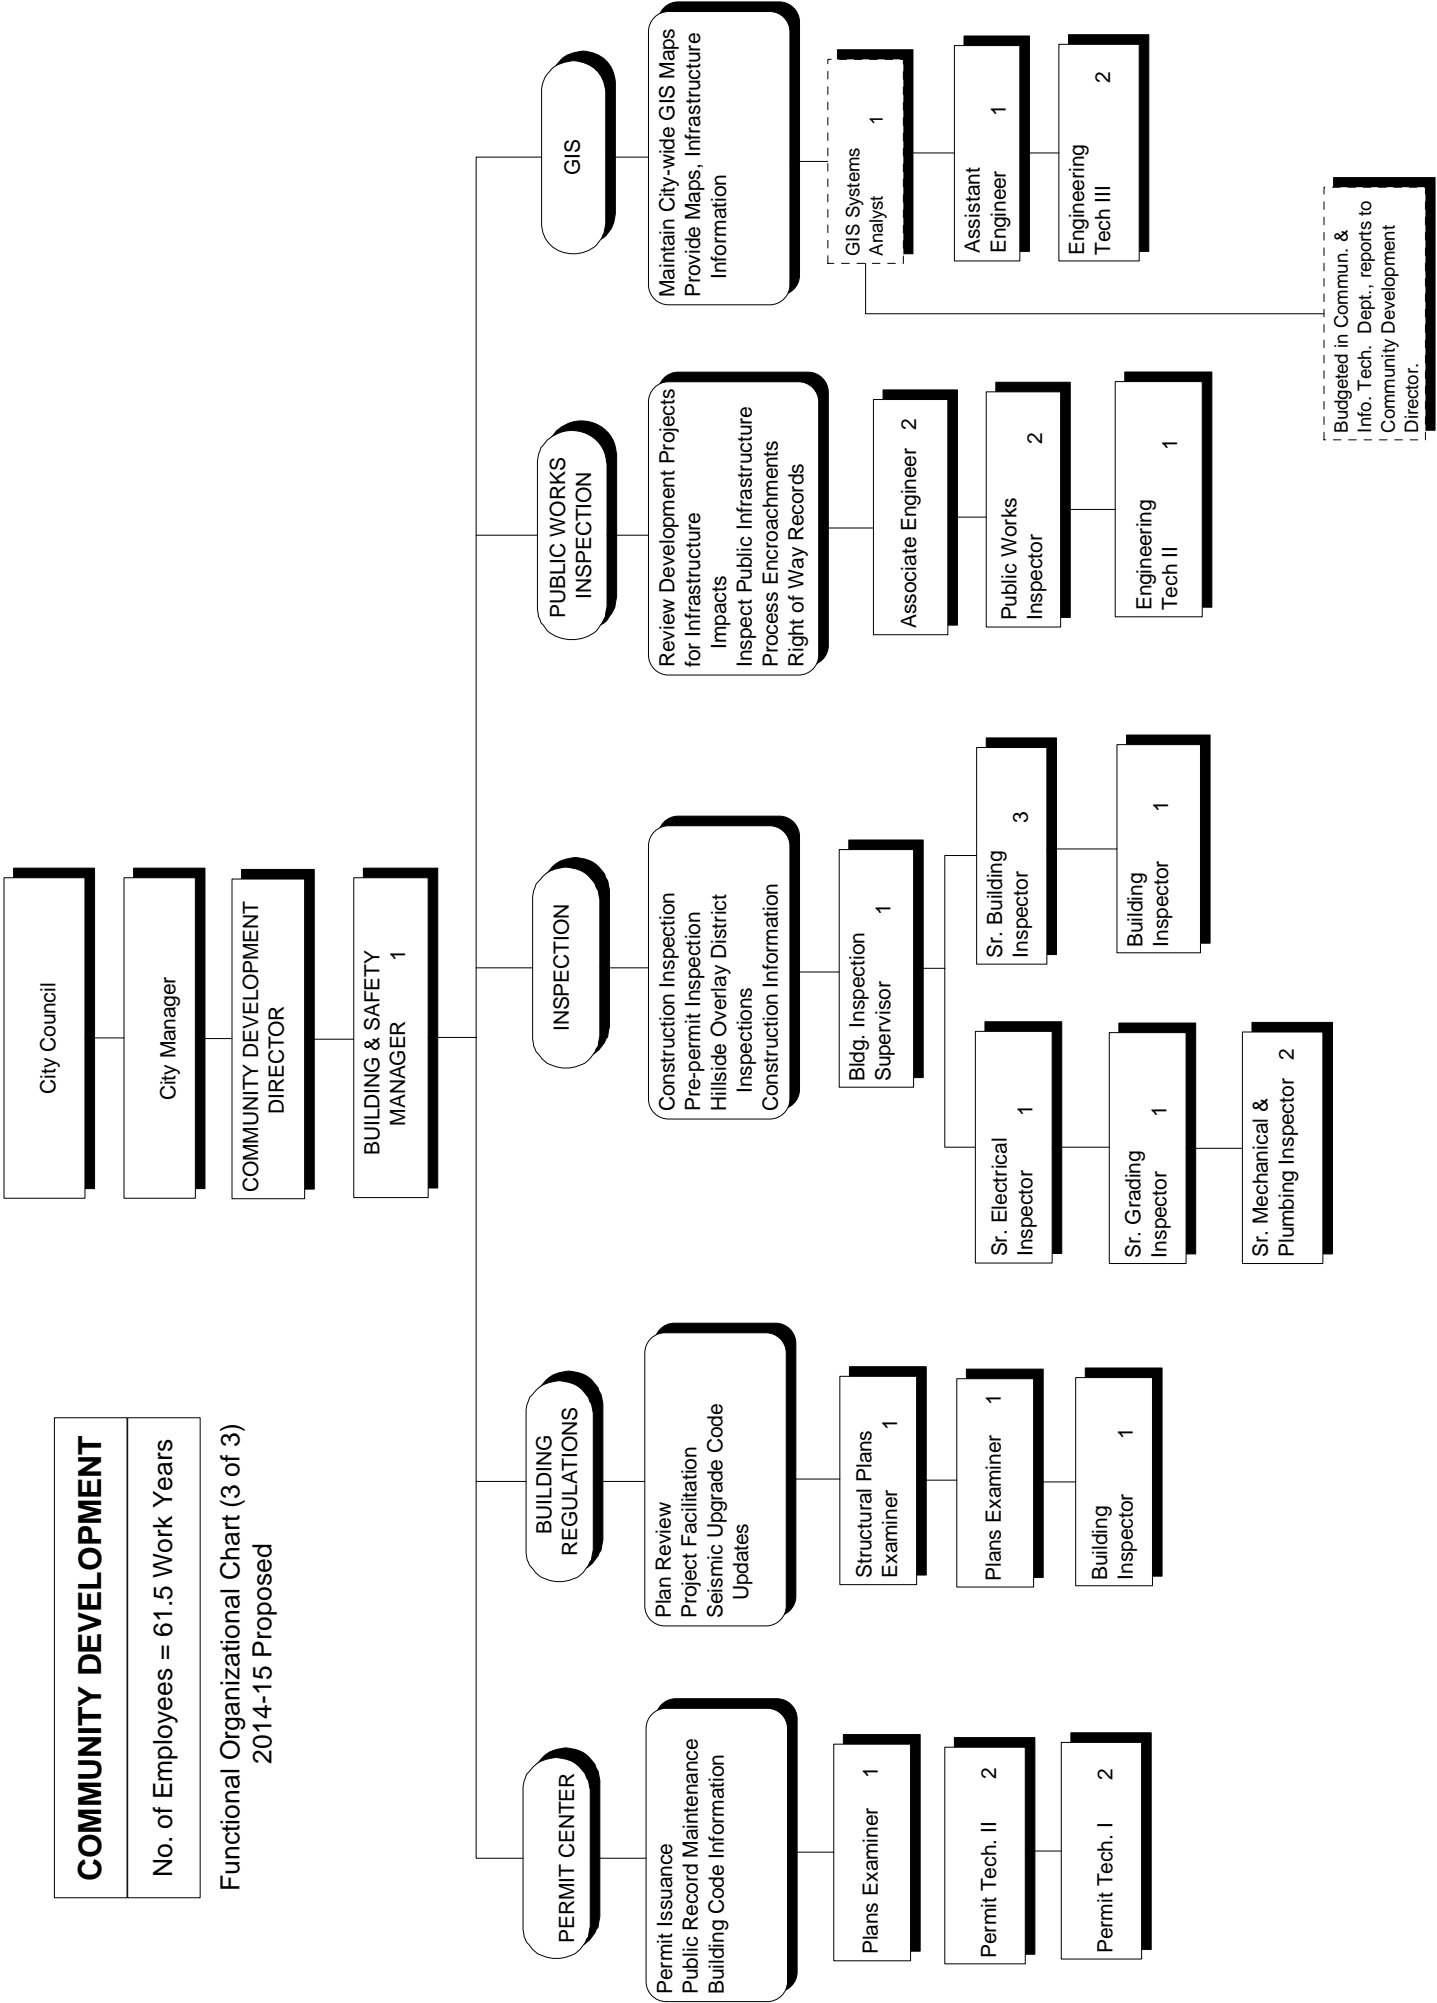 COMMUNITY DEVELOPMENT
No. of Employees = 61.5 Work Years
Functional Organizational Chart (3 of 3)
2014-15 Proposed
City Council
City Manager
COMMUNITY DEVELOPMENT
DIRECTOR
BUILDING & SAFETY
MANAGER 1
PERMIT CENTER
Permit Issuance
Public Record Maintenance
Building Code Information
Plans Examiner 1
Permit Tech. II 2
Permit Tech. I 2
BUILDING
REGULATIONS
Plan Review
Project Facilitation
Seismic Upgrade Code
Updates
Structural Plans
Examiner 1
Plans Examiner 1
Building
Inspector 1
INSPECTION
Construction Inspection
Pre-permit Inspection
Hillside Overlay District
Inspections
Construction Information
Bldg. Inspection
Supervisor 1
Sr. Electrical
Inspector 1
Sr. Grading
Inspector 1
Sr. Mechanical &
Plumbing Inspector 2
Sr. Building
Inspector 3
Building
Inspector 1
PUBLIC WORKS
INSPECTION
Review Development Projects
for Infrastructure
Impacts
Inspect Public Infrastructure
Process Encroachments
Right of Way Records
Associate Engineer 2
Public Works
Inspector 2
Engineering
Tech II 1
GIS
Maintain City-wide GIS Maps
Provide Maps, Infrastructure
Information
GIS Systems
Analyst 1
Assistant
Engineer 1
Engineering
Tech III 2
Budgeted in Commun. &
Info. Tech. Dept., reports to
Community Development
Director.